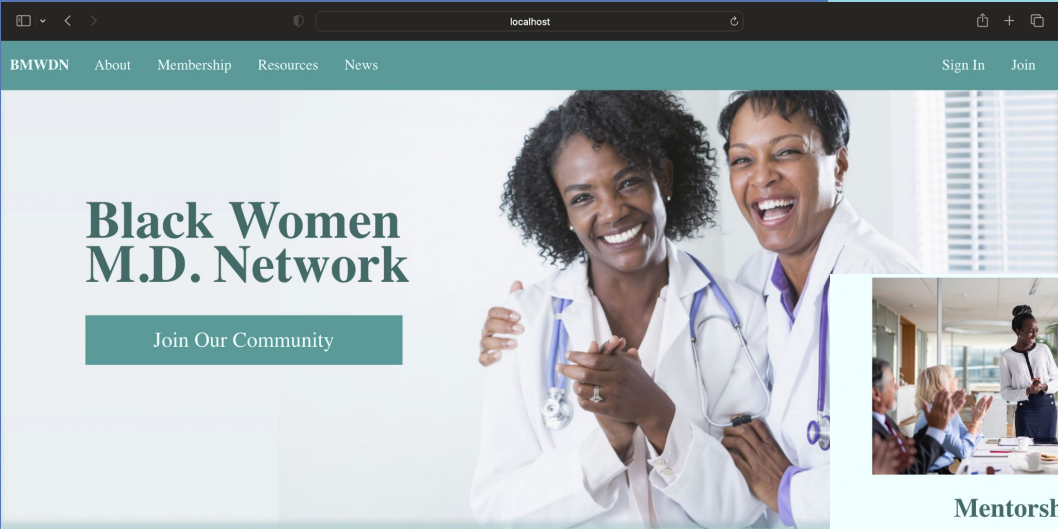 localhost
BMWDN About Membership Resources News Sign In Join
Black Women
M.D. Network
Join Our Community